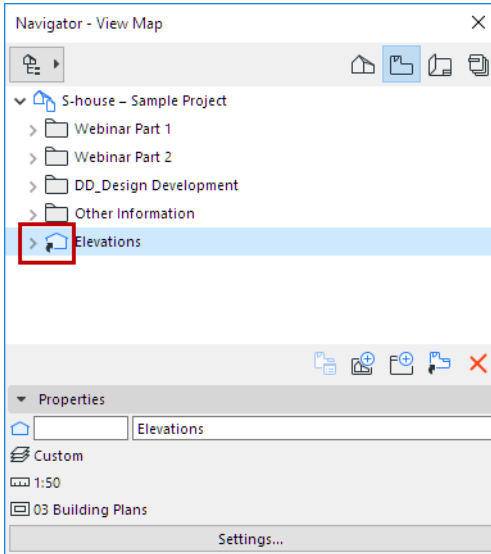 Navigator - View Map
S-house – Sample Project
Webinar Part 1
Webinar Part 2
DD_Design Development
Other Information
Elevations
Properties
Elevations
Custom
1:50
03 Building Plans
Settings...